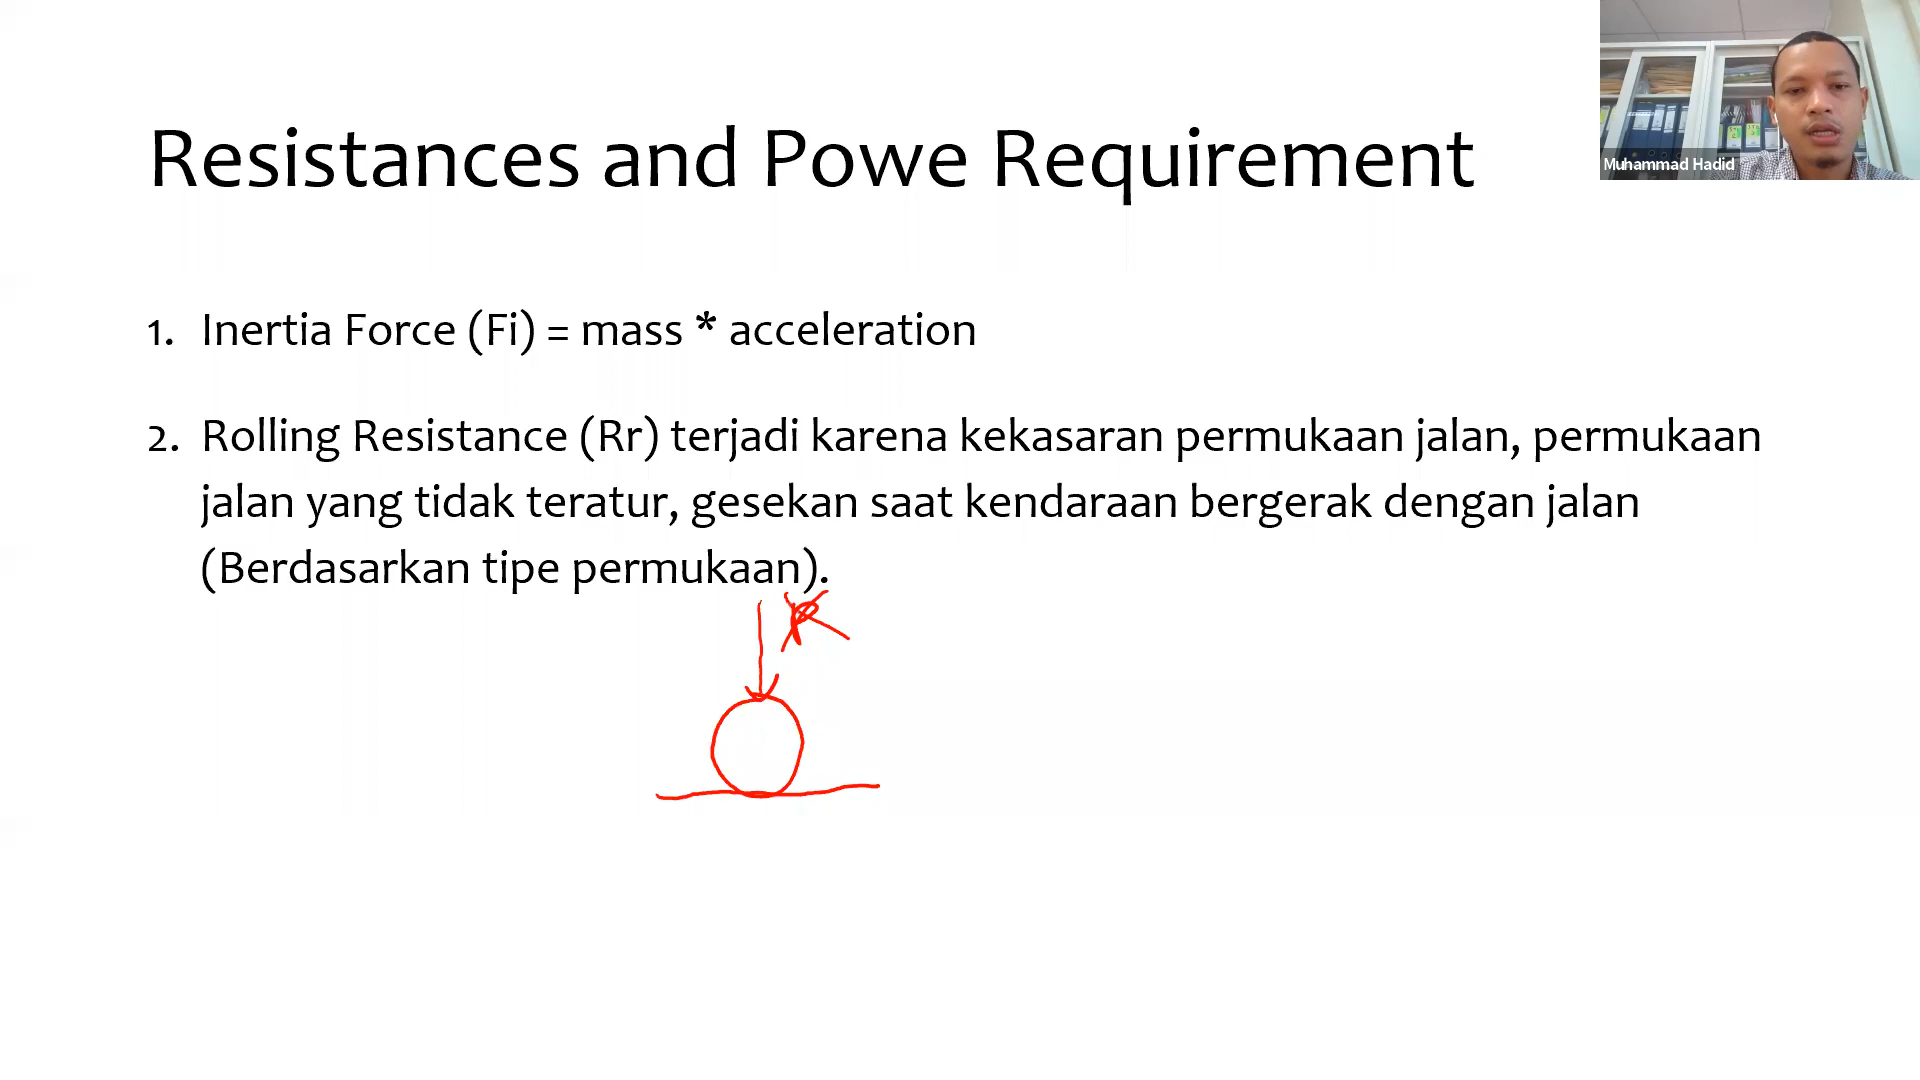 Resistances and Powe Requirement
Muhammad Hadid
1. Inertia Force (Fi) = mass * acceleration
2. Rolling Resistance (Rr) terjadi karena kekasaran permukaan jalan, permukaan
jalan yang tidak teratur, gesekan saat kendaraan bergerak dengan jalan
(Berdasarkan tipe permukaan).